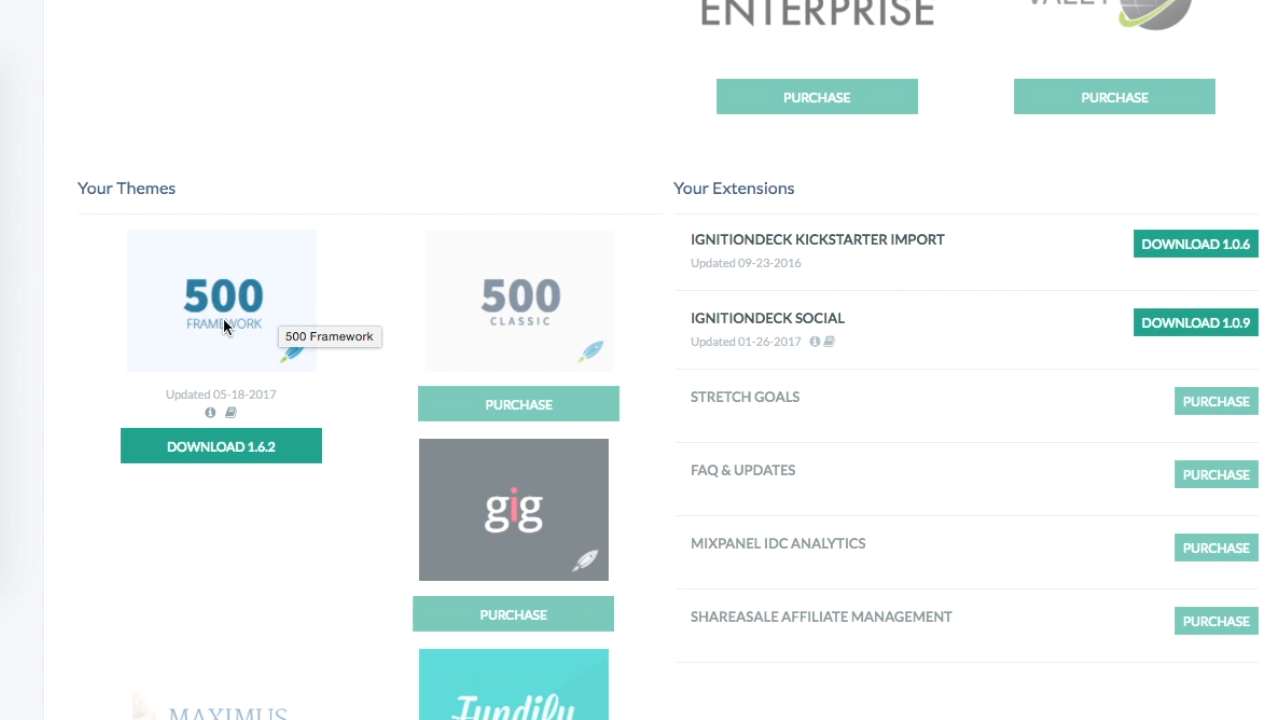 ENTERPRISE
VALET
PURCHASE
PURCHASE
Your Themes
500
FRAMEWORK
500 Framework
Updated 05-18-2017
DOWNLOAD 1.6.2
500
CLASSIC
PURCHASE
gig
PURCHASE
MAXIMUS
Fundify
Your Extensions
IGNITIONDECK KICKSTARTER IMPORT
Updated 09-23-2016
DOWNLOAD 1.0.6
IGNITIONDECK SOCIAL
Updated 01-26-2017
DOWNLOAD 1.0.9
STRETCH GOALS
PURCHASE
FAQ & UPDATES
PURCHASE
MIXPANEL IDC ANALYTICS
PURCHASE
SHAREASALE AFFILIATE MANAGEMENT
PURCHASE